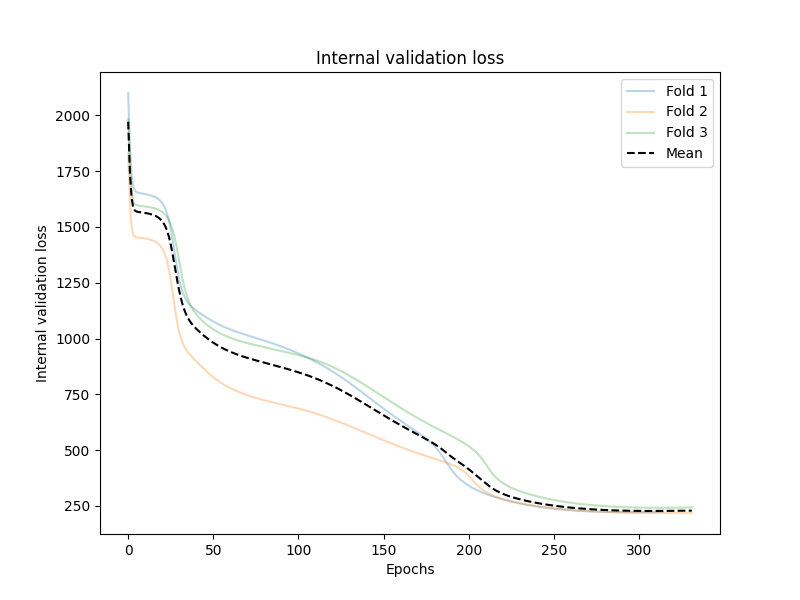 Internal validation loss
Fold 1
Fold 2
Fold 3
Mean
Internal validation loss
2000
1750
1500
1250
1000
750
500
250
0 50 100 150 200 250 300
Epochs